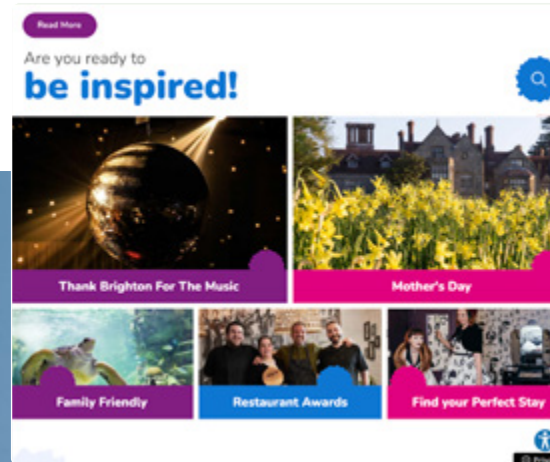 Read More
Are you ready to
be inspired!
Thank Brighton For The Music
Mother's Day
Family Friendly
Restaurant Awards
Find your Perfect Stay